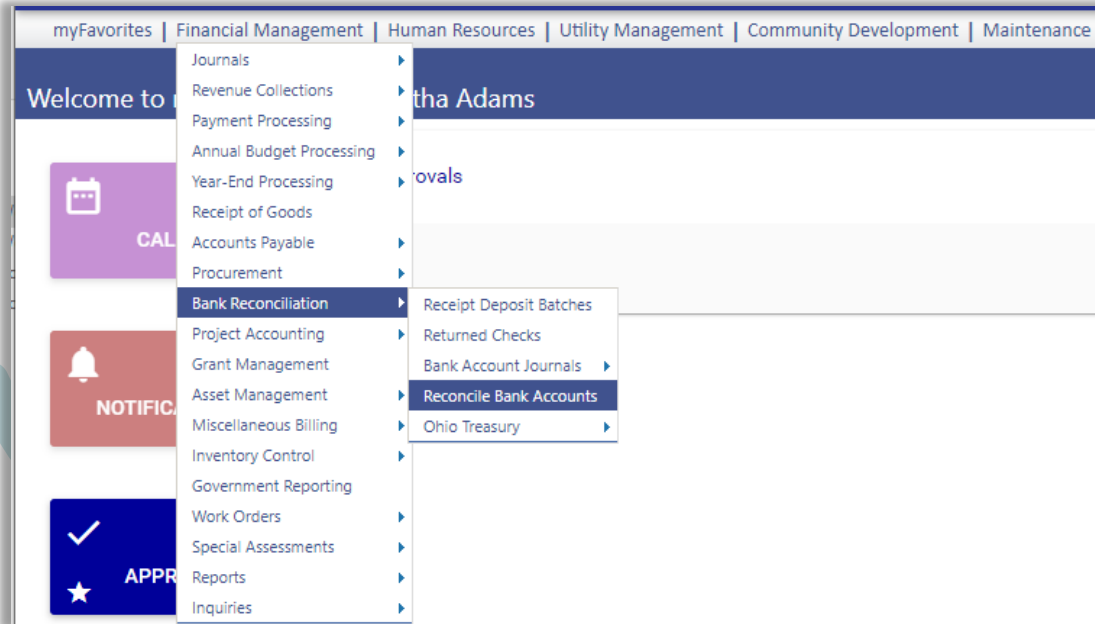 myFavorites | Financial Management | Human Resources | Utility Management | Community Development | Maintenance
Welcome to
tha Adams
Journals
Revenue Collections
Payment Processing
Annual Budget Processing
Year-End Processing
Receipt of Goods
Accounts Payable
Procurement
Bank Reconciliation
Project Accounting
Grant Management
Asset Management
Miscellaneous Billing
Inventory Control
Government Reporting
Work Orders
Special Assessments
Reports
Inquiries
Receipt Deposit Batches
Returned Checks
Bank Account Journals
Reconcile Bank Accounts
Ohio Treasury
rovals
CAL
NOTIFICA
APPR